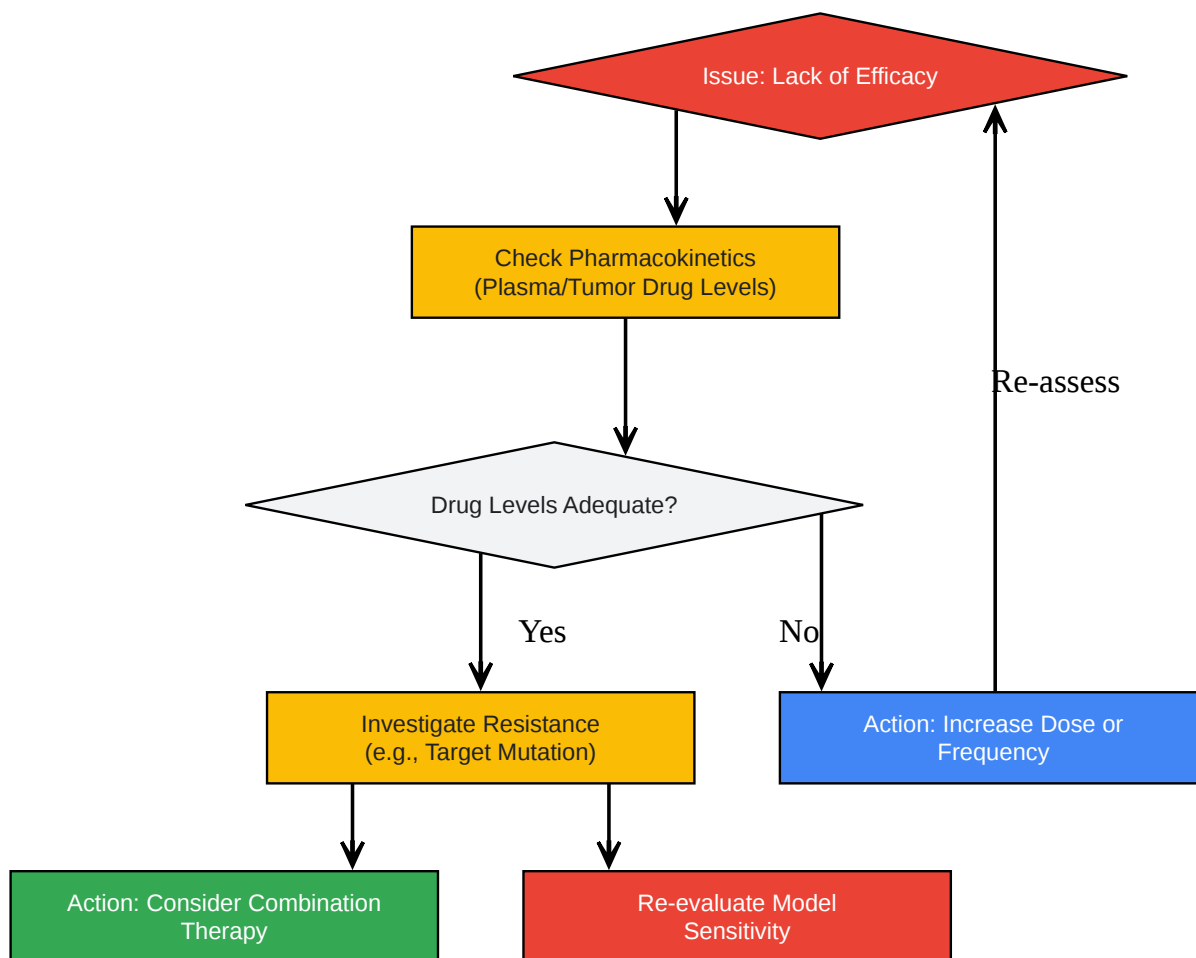 Issue: Lack of Efficacy
Check Pharmacokinetics
(Plasma/Tumor Drug Levels)
Re-assess
Drug Levels Adequate?
Yes
No
Investigate Resistance
(e.g., Target Mutation)
Action: Increase Dose or
Frequency
Action: Consider Combination
Therapy
Re-evaluate Model
Sensitivity